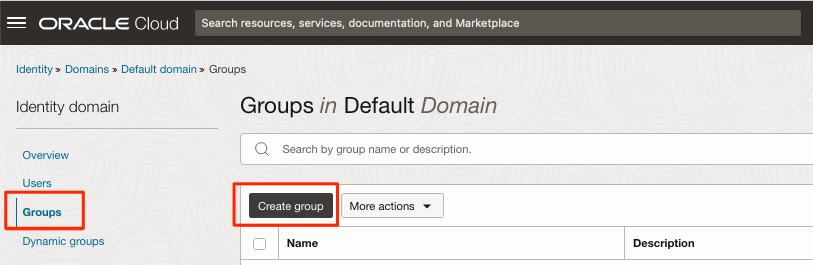 ORACLE Cloud
Search resources, services, documentation, and Marketplace
Identity » Domains » Default domain » Groups
Identity domain
Overview
Users
Groups
Dynamic groups
Groups in Default Domain
Search by group name or description.
Create group
More actions
Name
Description